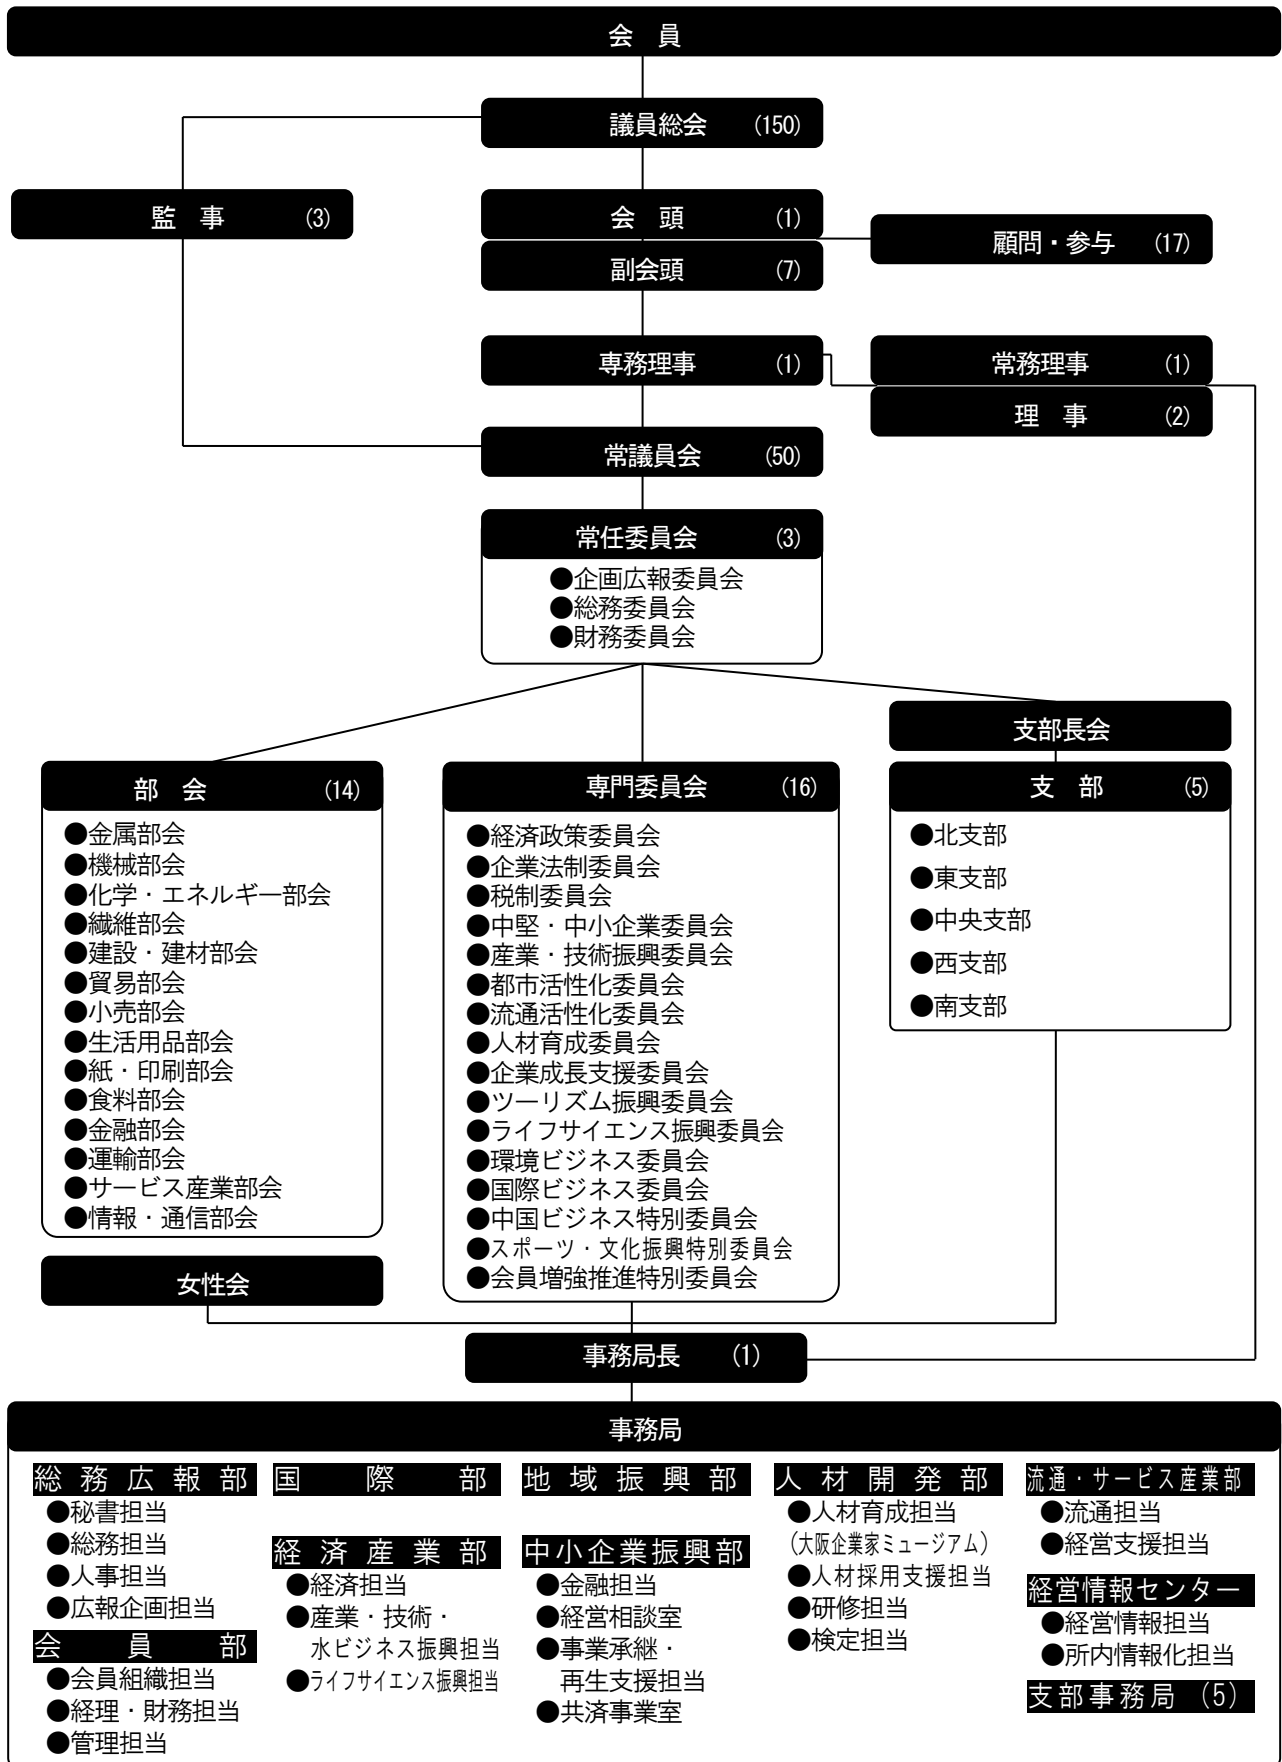 会　員
議員総会　(150)
監　事　(3)
会　頭　(1)
副会頭　(7)
顧問・参与　(17)
専務理事　(1)
常務理事　(1)
理　事　(2)
常議員会　(50)
常任委員会　(3)
●企画広報委員会
●総務委員会
●財務委員会
部　会　(14)
●金属部会
●機械部会
●化学・エネルギー部会
●繊維部会
●建設・建材部会
●貿易部会
●小売部会
●生活用品部会
●紙・印刷部会
●食料部会
●金融部会
●運輸部会
●サービス産業部会
●情報・通信部会
女性会
専門委員会　(16)
●経済政策委員会
●企業法制委員会
●税制委員会
●中堅・中小企業委員会
●産業・技術振興委員会
●都市活性化委員会
●流通活性化委員会
●人材育成委員会
●企業成長支援委員会
●ツーリズム振興委員会
●ライフサイエンス振興委員会
●環境ビジネス委員会
●国際ビジネス委員会
●中国ビジネス特別委員会
●スポーツ・文化振興特別委員会
●会員増強推進特別委員会
支部長会
支　部　(5)
●北支部
●東支部
●中央支部
●西支部
●南支部
事務局長　(1)
事務局
総務広報部
●秘書担当
●総務担当
●人事担当
●広報企画担当
会員部
●会員組織担当
●経理・財務担当
●管理担当
国際部
経済産業部
●経済担当
●産業・技術・
水ビジネス振興担当
●ライフサイエンス振興担当
地域振興部
中小企業振興部
●金融担当
●経営相談室
●事業承継・
再生支援担当
●共済事業室
人材開発部
●人材育成担当
(大阪企業家ミュージアム)
●人材採用支援担当
●研修担当
●検定担当
流通・サービス産業部
●流通担当
●経営支援担当
経営情報センター
●経営情報担当
●所内情報化担当
支部事務局(5)